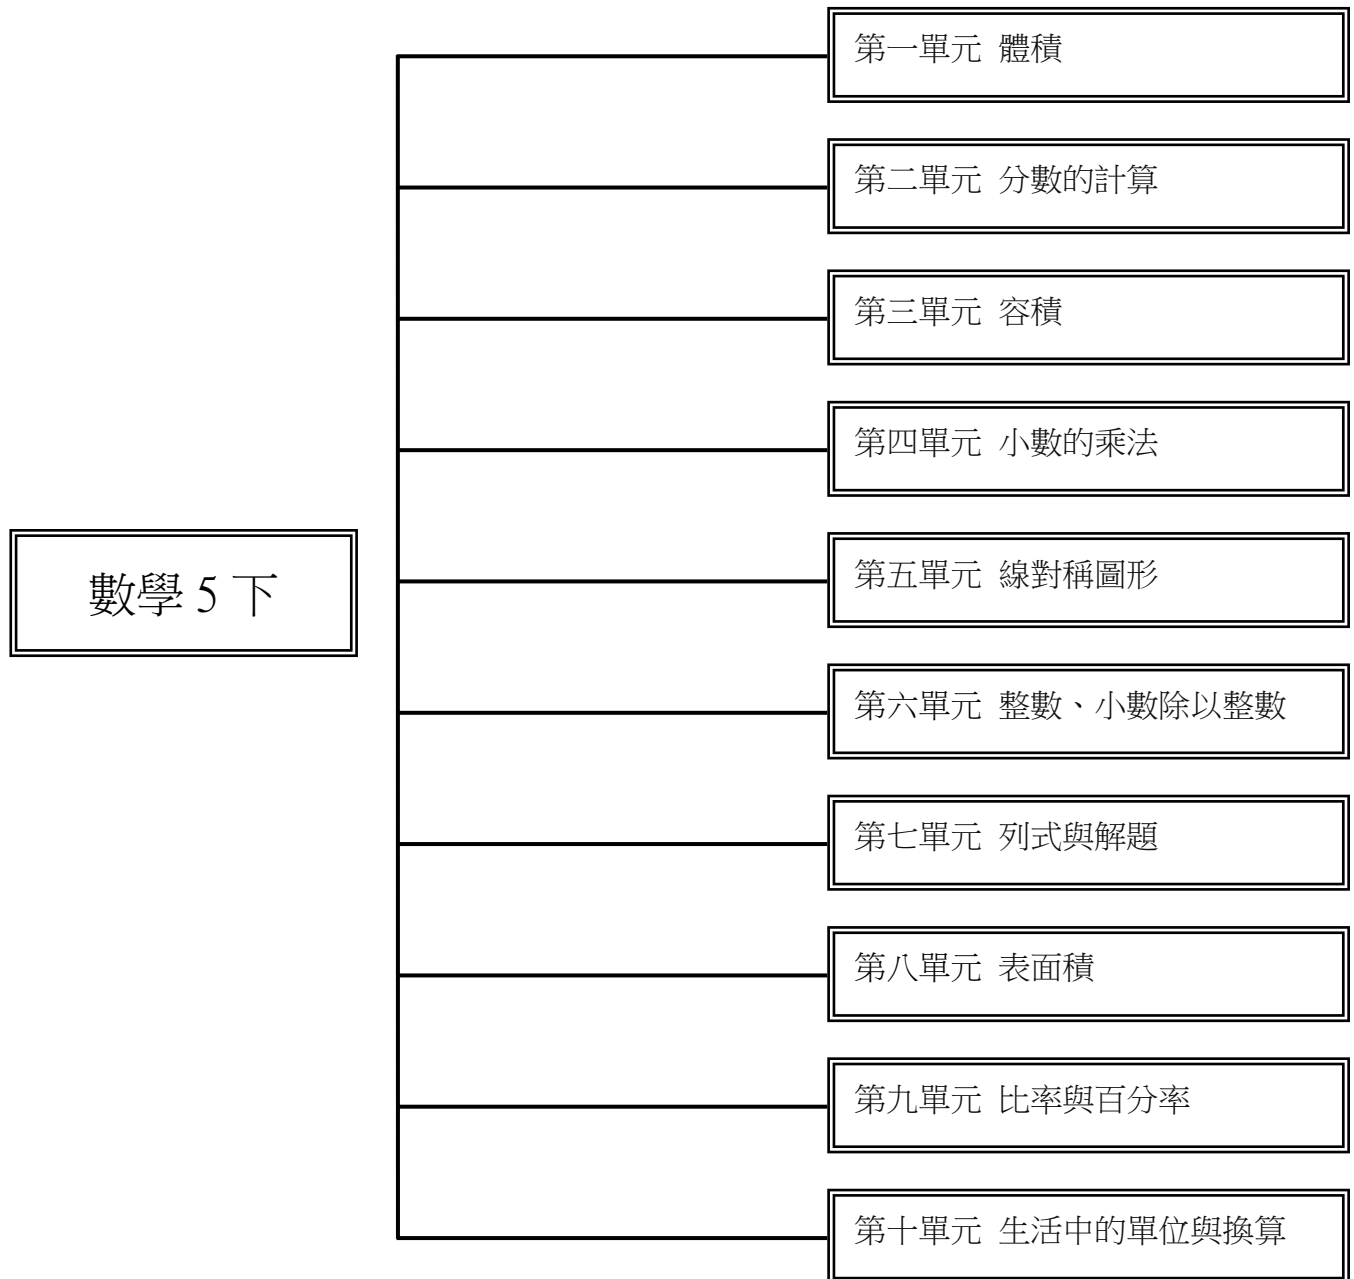 第一單元 體積
第二單元 分數的計算
第三單元 容積
第四單元 小數的乘法
數學 5 下
第五單元 線對稱圖形
第六單元 整數、小數除以整數
第七單元 列式與解題
第八單元 表面積
第九單元 比率與百分率
第十單元 生活中的單位與換算